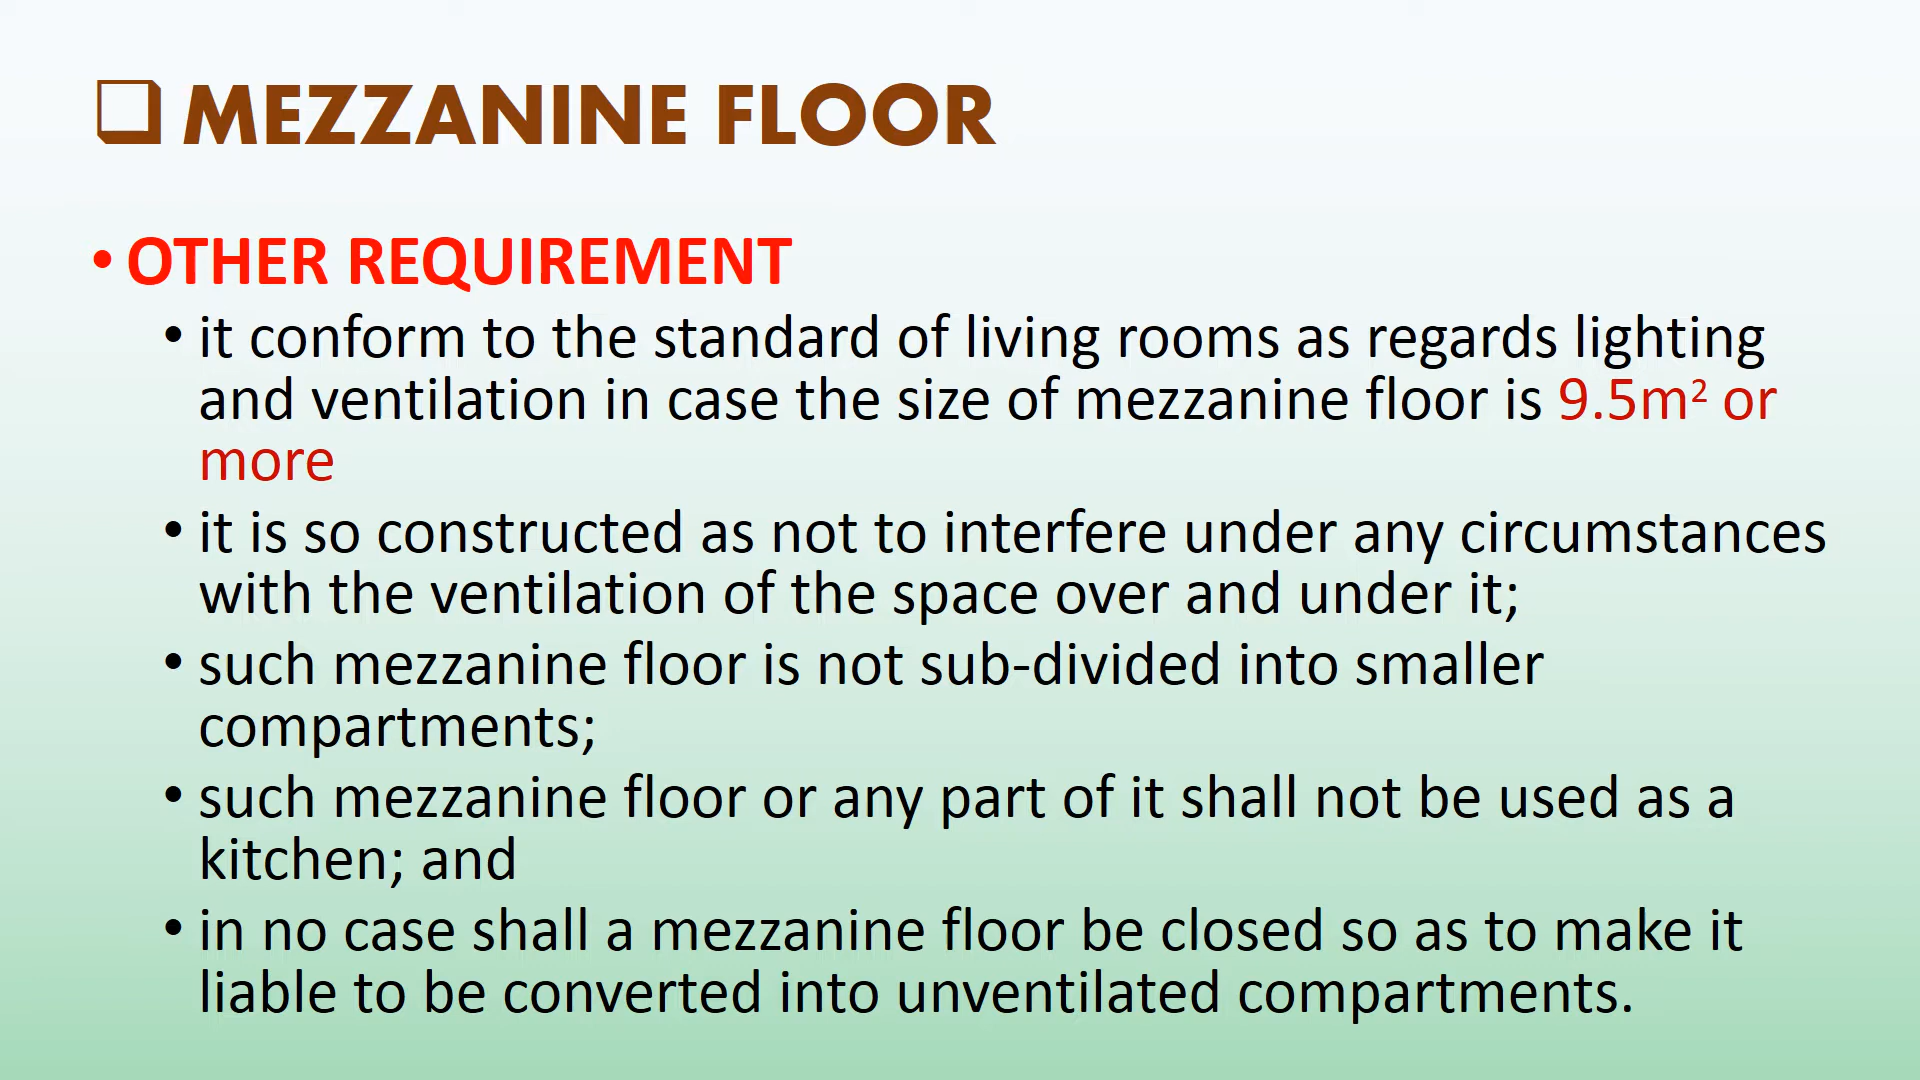 ❑ MEZZANINE FLOOR
• OTHER REQUIREMENT
• it conform to the standard of living rooms as regards lighting
and ventilation in case the size of mezzanine floor is 9.5m² or
more
• it is so constructed as not to interfere under any circumstances
with the ventilation of the space over and under it;
• such mezzanine floor is not sub-divided into smaller
compartments;
• such mezzanine floor or any part of it shall not be used as a
kitchen; and
• in no case shall a mezzanine floor be closed so as to make it
liable to be converted into unventilated compartments.